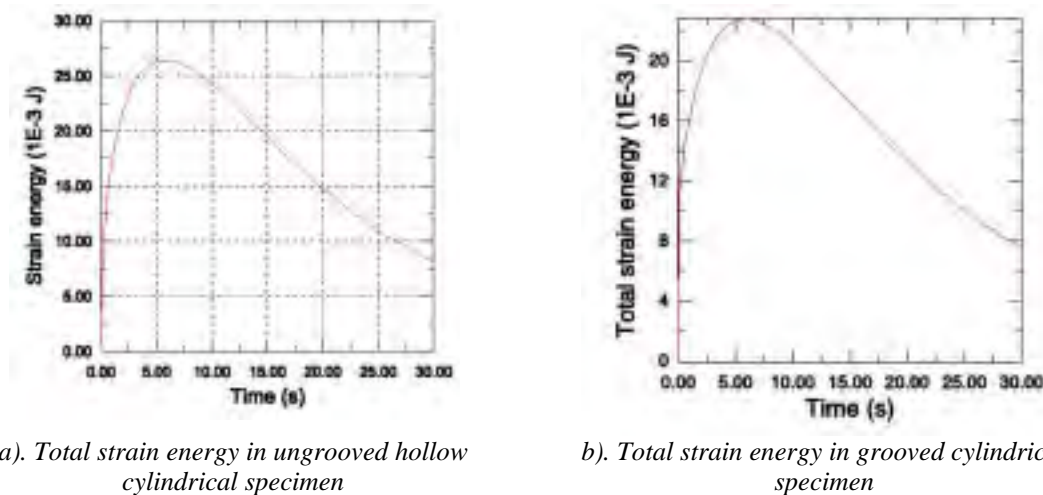 30.00
25.00
20.00
15.00
10.00
5.00
0.00
Strain energy (1E-3 J)
0.00 5.00 10.00 15.00 20.00 25.00 30.00
Time (s)
a). Total strain energy in ungrooved hollow
cylindrical specimen
20
16
12
8
4
0
Total strain energy (1E-3 J)
0.00 5.00 10.00 15.00 20.00 25.00 30.00
Time (s)
b). Total strain energy in grooved cylindric
specimen